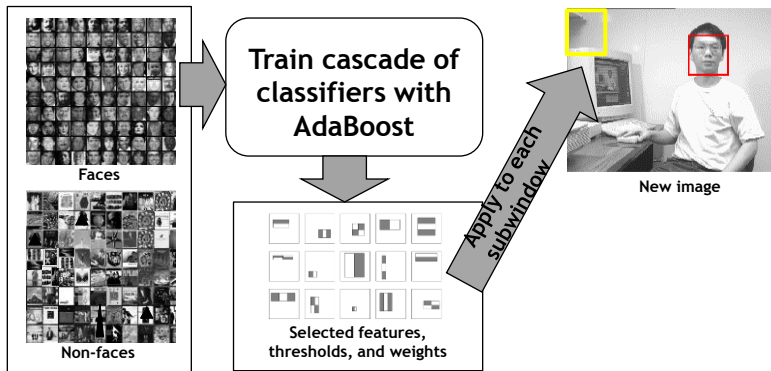 Faces
Non-faces
Train cascade of
classifiers with
AdaBoost
Selected features,
thresholds, and weights
Apply to each
subwindow
New image